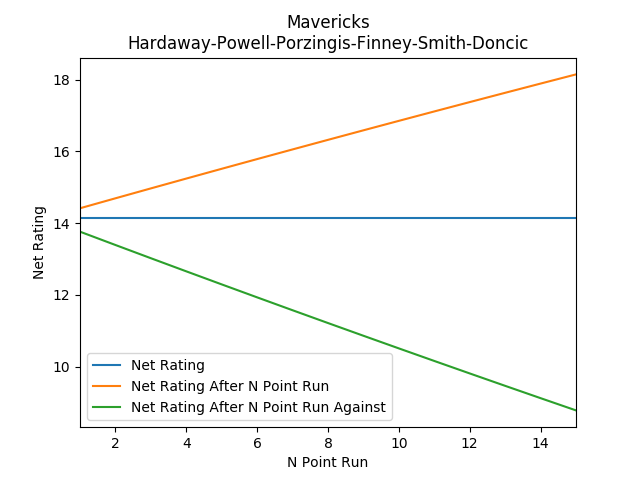 Mavericks
Hardaway-Powell-Porzingis-Finney-Smith-Doncic
Net Rating
18
16
14
12
10
Net Rating
Net Rating After N Point Run
Net Rating After N Point Run Against
2 4 6 8 10 12 14
N Point Run